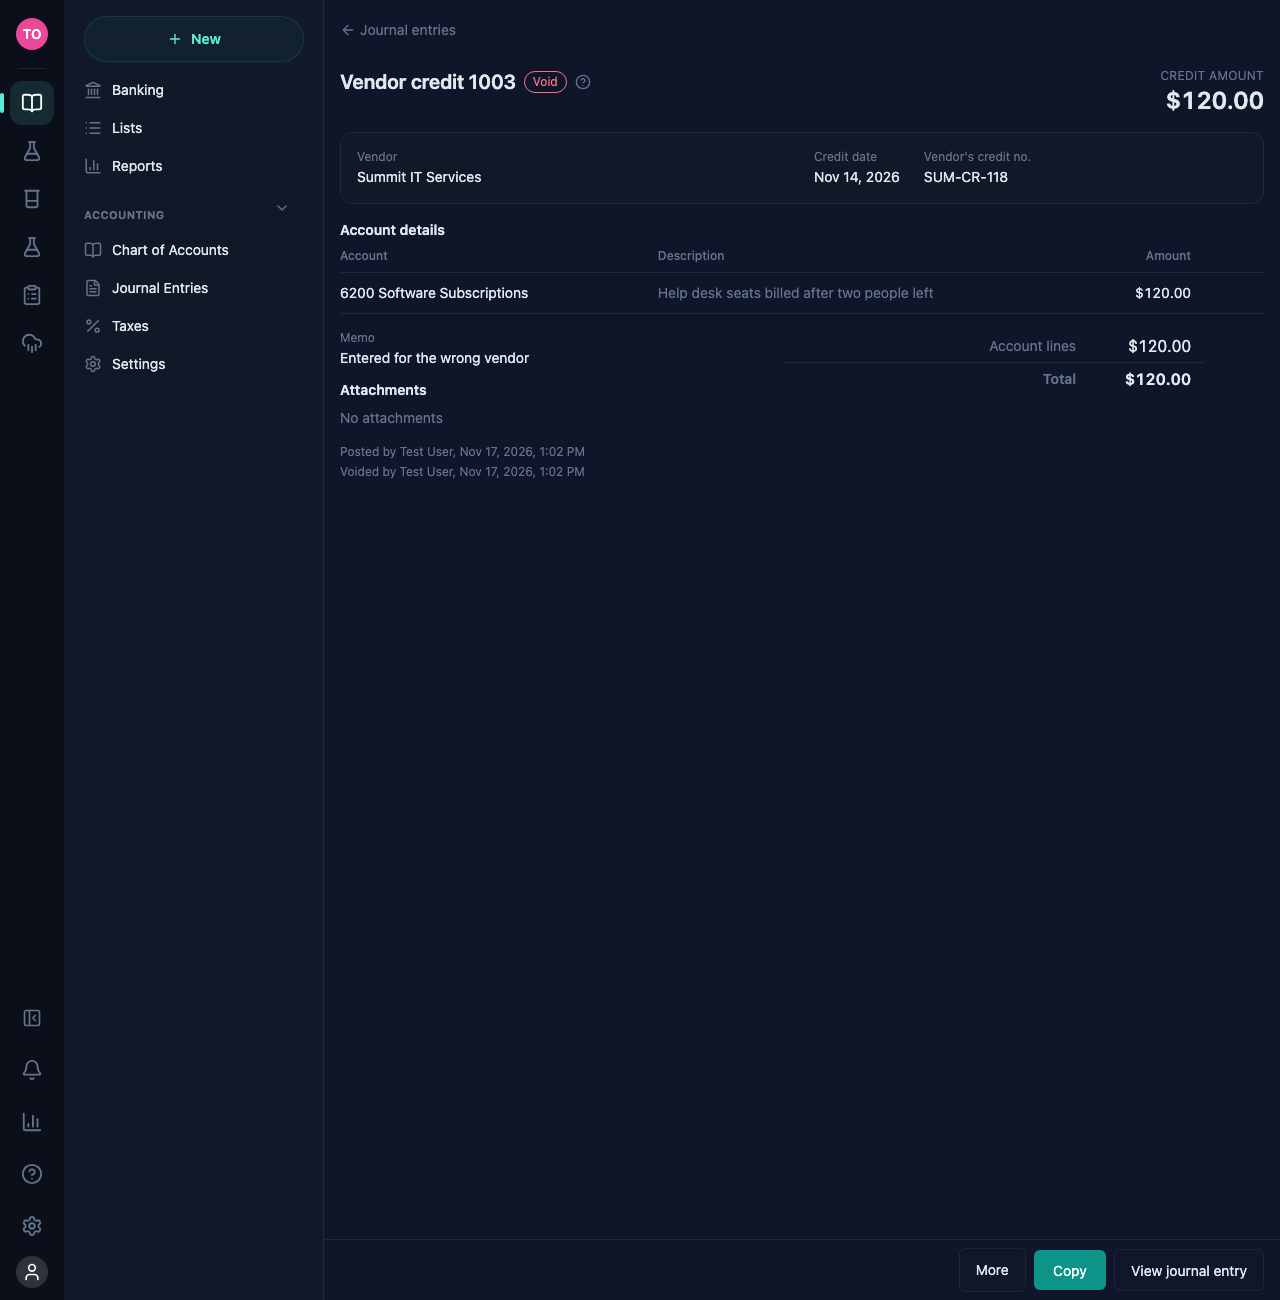 TO
New
Banking
Lists
Reports
ACCOUNTING
Chart of Accounts
Journal Entries
Taxes
Settings
Journal entries
Vendor credit 1003
Void
CREDIT AMOUNT
$120.00
Vendor
Credit date
Vendor's credit no.
Summit IT Services
Nov 14, 2026
SUM-CR-118
Account details
Account
Description
Amount
6200 Software Subscriptions
Help desk seats billed after two people left
$120.00
Memo
Entered for the wrong vendor
Account lines
$120.00
Total
$120.00
Attachments
No attachments
Posted by Test User, Nov 17, 2026, 1:02 PM
Voided by Test User, Nov 17, 2026, 1:02 PM
More
Copy
View journal entry